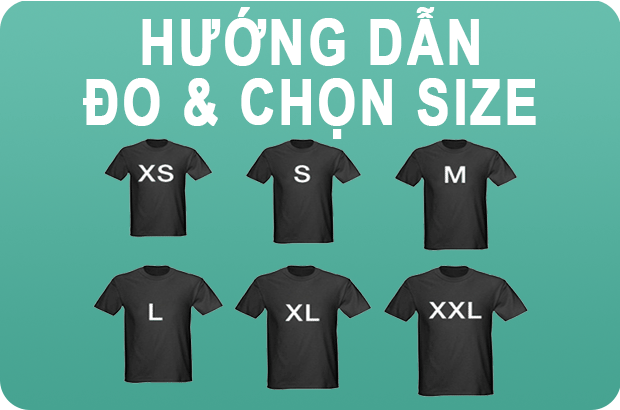 HƯỚNG DẪN
ĐO & CHỌN SIZE
XS
S
M
L
XL
XXL